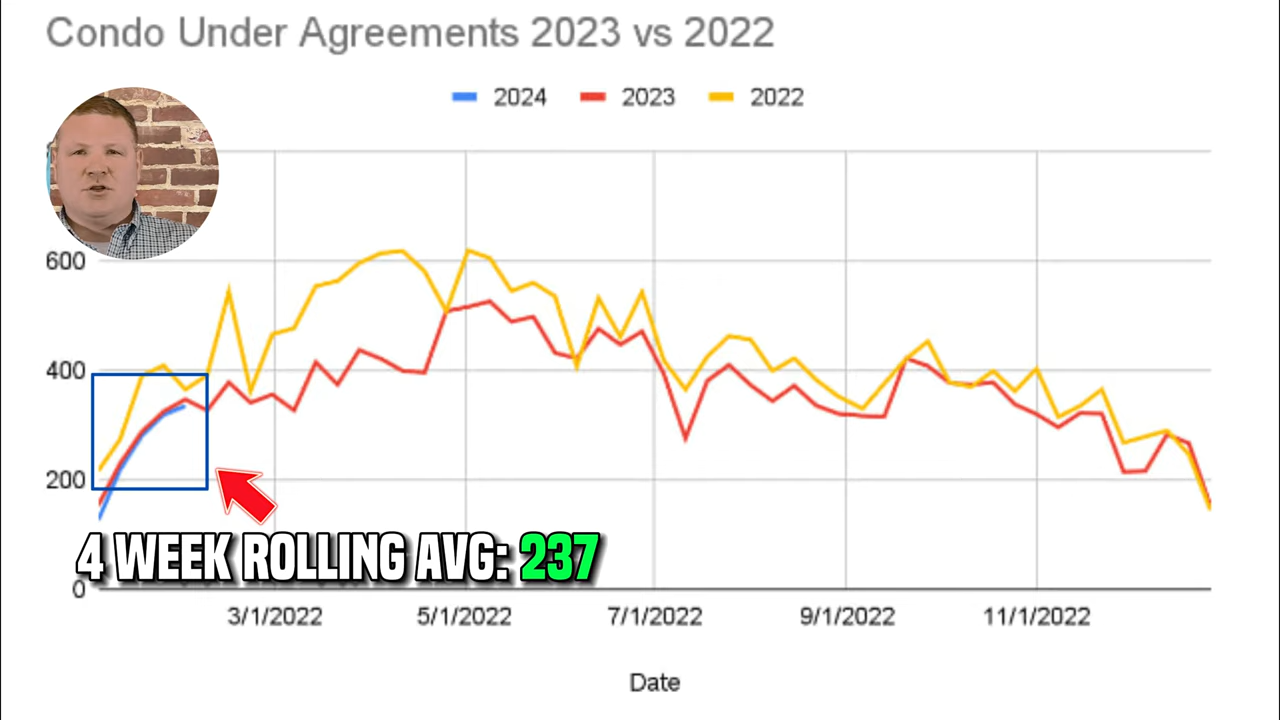 Condo Under Agreements 2023 vs 2022
2024 2023 2022
600
400
200
0
4 WEEK ROLLING AVG: 237
3/1/2022 5/1/2022 7/1/2022 9/1/2022 11/1/2022
Date